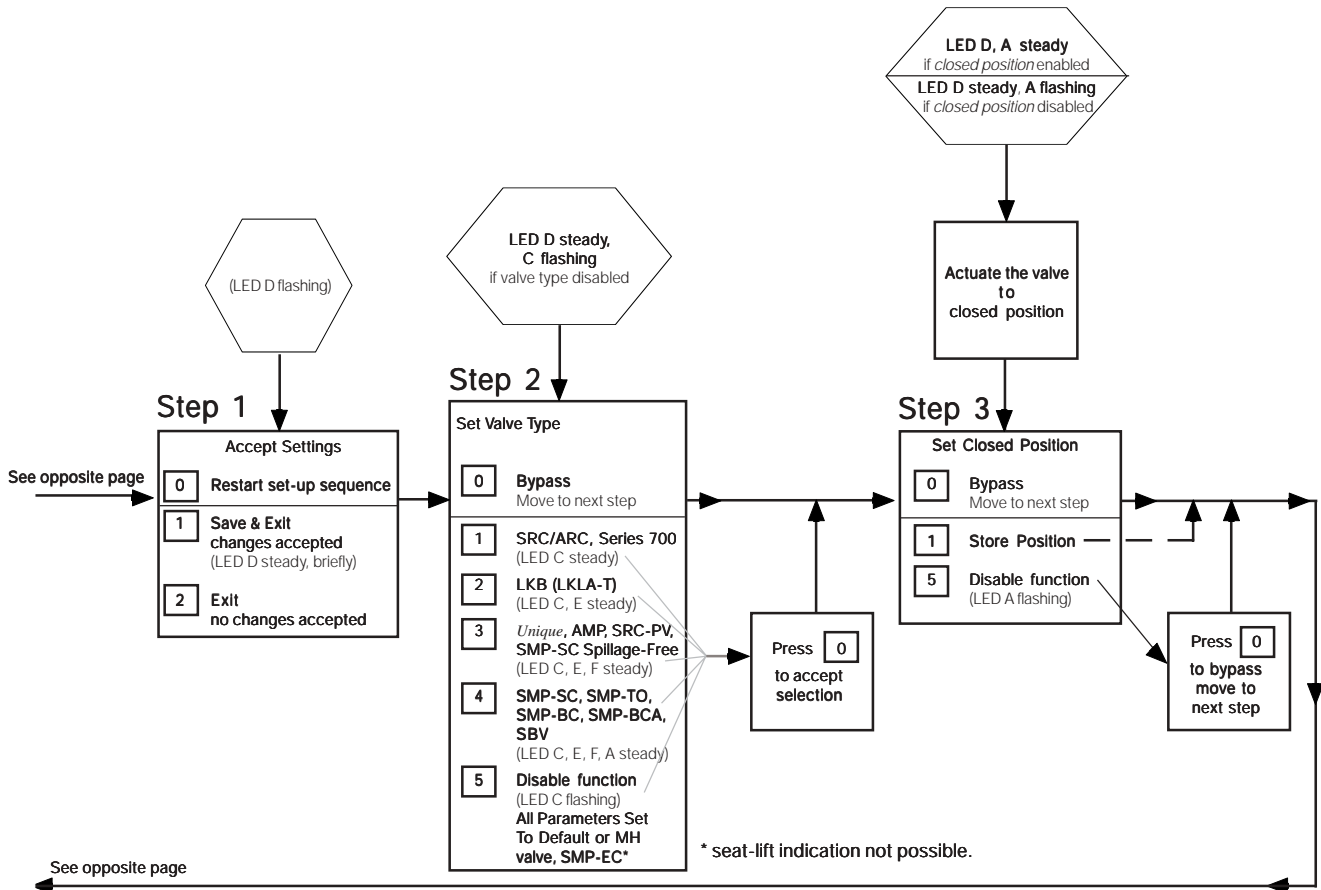 LED D, A steady
if closed position enabled
LED D steady, A flashing
if closed position disabled
LED D steady,
C flashing
if valve type disabled
(LED D flashing)
Actuate the valve
to
closed position
Step 1
Accept Settings
See opposite page
0 Restart set-up sequence
1 Save & Exit
changes accepted
(LED D steady, briefly)
2 Exit
no changes accepted
Step 2
Set Valve Type
0 Bypass
Move to next step
1 SRC/ARC, Series 700
(LED C steady)
2 LKB (LKLA-T)
(LED C, E steady)
3 Unique, AMP, SRC-PV,
SMP-SC Spillage-Free
(LED C, E, F steady)
4 SMP-SC, SMP-TO,
SMP-BC, SMP-BCA,
SBV
(LED C, E, F, A steady)
5 Disable function
(LED C flashing)
All Parameters Set
To Default or MH
valve, SMP-EC*
Press 0
to accept
selection
Step 3
Set Closed Position
0 Bypass
Move to next step
1 Store Position
5 Disable function
(LED A flashing)
Press 0
to bypass
move to
next step
* seat-lift indication not possible.
See opposite page